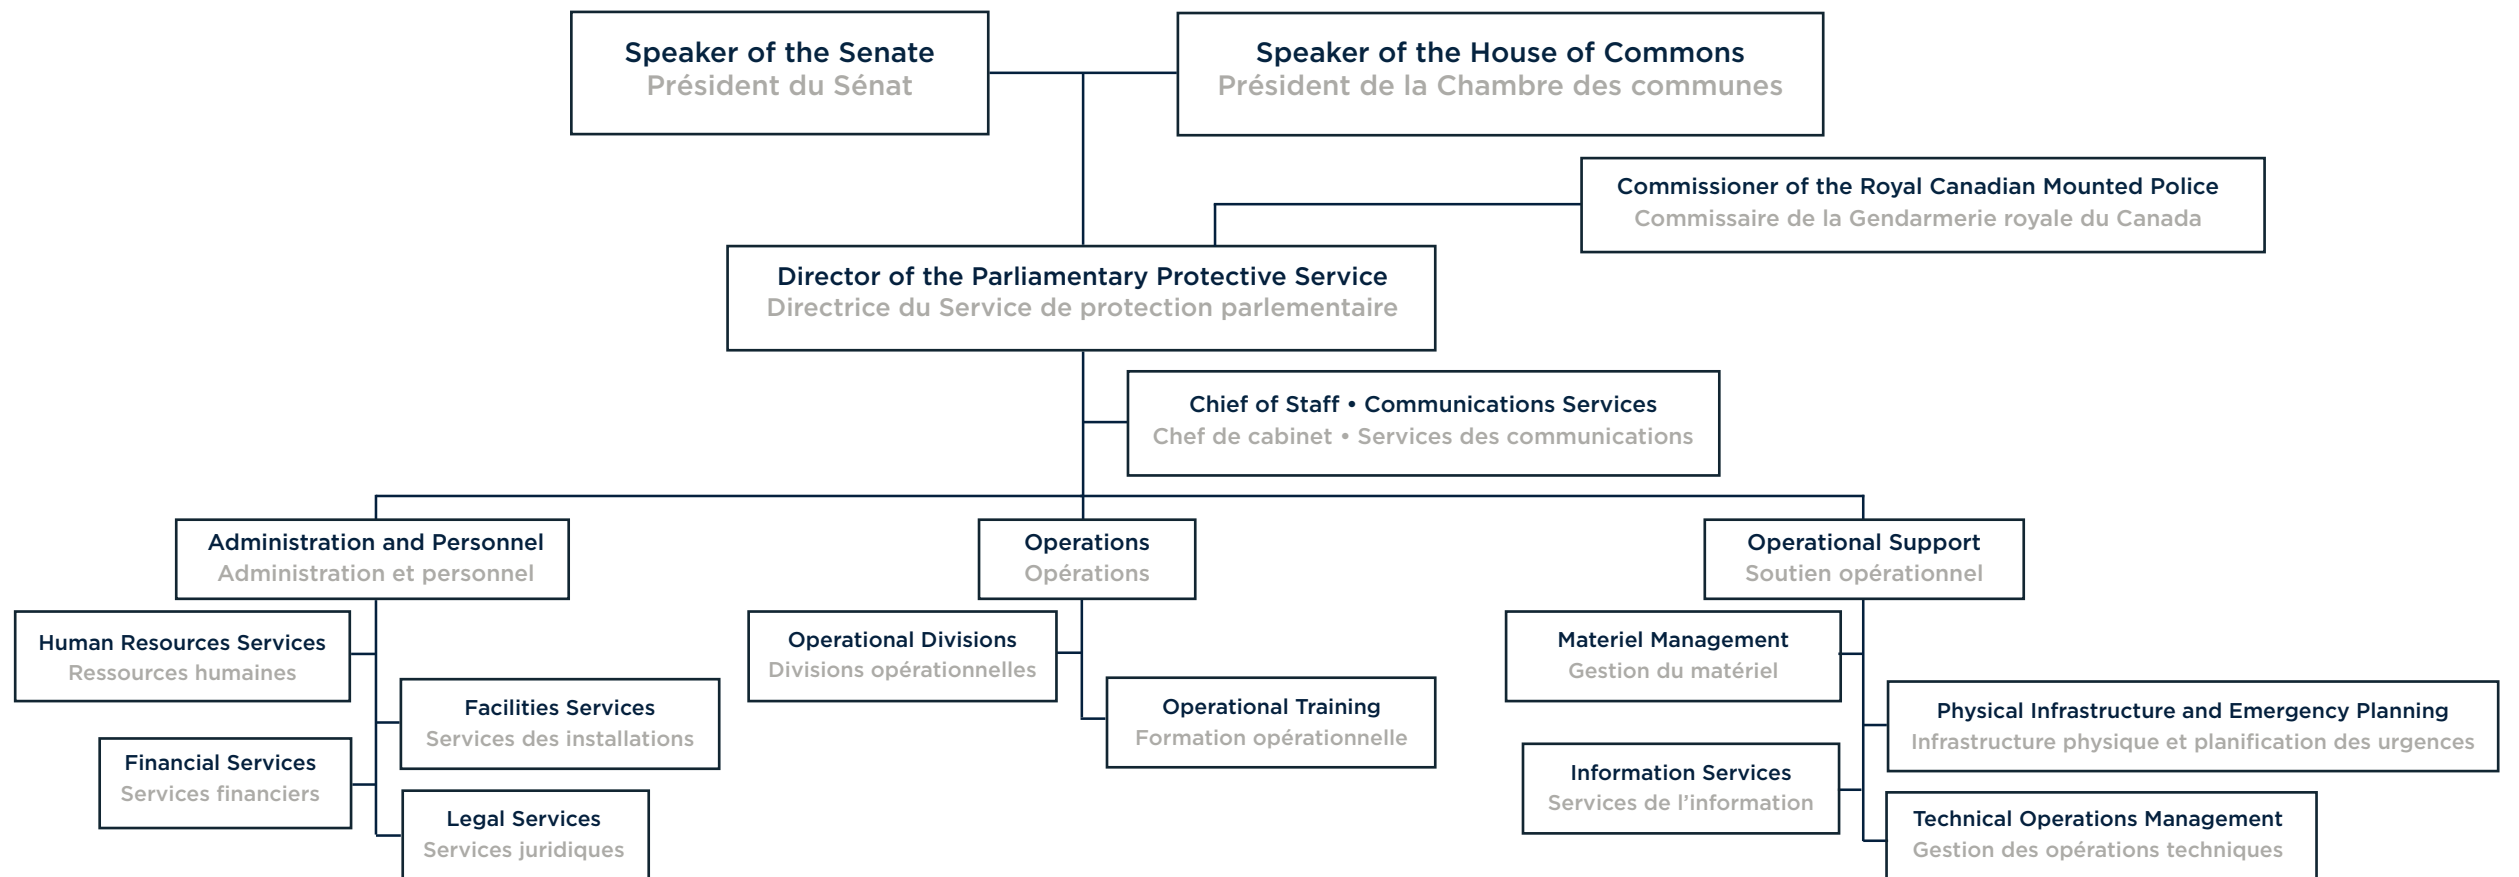 Speaker of the Senate
Président du Sénat
Speaker of the House of Commons
Président de la Chambre des communes
Commissioner of the Royal Canadian Mounted Police
Commissaire de la Gendarmerie royale du Canada
Director of the Parliamentary Protective Service
Directrice du Service de protection parlementaire
Chief of Staff • Communications Services
Chef de cabinet • Services des communications
Administration and Personnel
Administration et personnel
Operations
Opérations
Operational Support
Soutien opérationnel
Human Resources Services
Ressources humaines
Facilities Services
Services des installations
Financial Services
Services financiers
Legal Services
Services juridiques
Operational Divisions
Divisions opérationnelles
Operational Training
Formation opérationnelle
Materiel Management
Gestion du matériel
Physical Infrastructure and Emergency Planning
Infrastructure physique et planification des urgences
Information Services
Services de l’information
Technical Operations Management
Gestion des opérations techniques